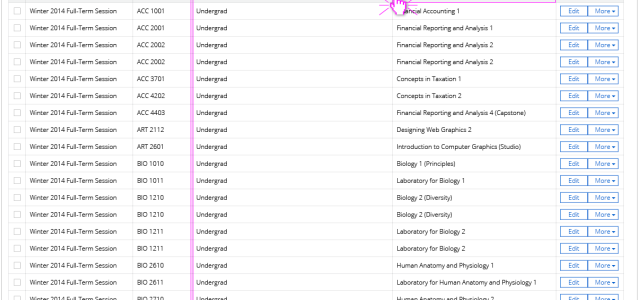 Winter 2014 Full-Term Session ACC 1001 Undergrad Accounting 1 Edit More
Winter 2014 Full-Term Session ACC 2001 Undergrad Financial Reporting and Analysis 1 Edit More
Winter 2014 Full-Term Session ACC 2002 Undergrad Financial Reporting and Analysis 2 Edit More
Winter 2014 Full-Term Session ACC 2002 Undergrad Financial Reporting and Analysis 2 Edit More
Winter 2014 Full-Term Session ACC 3701 Undergrad Concepts in Taxation 1 Edit More
Winter 2014 Full-Term Session ACC 4202 Undergrad Concepts in Taxation 2 Edit More
Winter 2014 Full-Term Session ACC 4403 Undergrad Financial Reporting and Analysis 4 (Capstone) Edit More
Winter 2014 Full-Term Session ART 2112 Undergrad Designing Web Graphics 2 Edit More
Winter 2014 Full-Term Session ART 2601 Undergrad Introduction to Computer Graphics (Studio) Edit More
Winter 2014 Full-Term Session BIO 1010 Undergrad Biology 1 (Principles) Edit More
Winter 2014 Full-Term Session BIO 1011 Undergrad Laboratory for Biology 1 Edit More
Winter 2014 Full-Term Session BIO 1210 Undergrad Biology 2 (Diversity) Edit More
Winter 2014 Full-Term Session BIO 1210 Undergrad Biology 2 (Diversity) Edit More
Winter 2014 Full-Term Session BIO 1211 Undergrad Laboratory for Biology 2 Edit More
Winter 2014 Full-Term Session BIO 1211 Undergrad Laboratory for Biology 2 Edit More
Winter 2014 Full-Term Session BIO 2610 Undergrad Human Anatomy and Physiology 1 Edit More
Winter 2014 Full-Term Session BIO 2611 Undergrad Laboratory for Human Anatomy and Physiology 1 Edit More
Winter 2014 Full-Term Session BIO 2710 Undergrad Human Anatomy and Physiology 2 Edit More